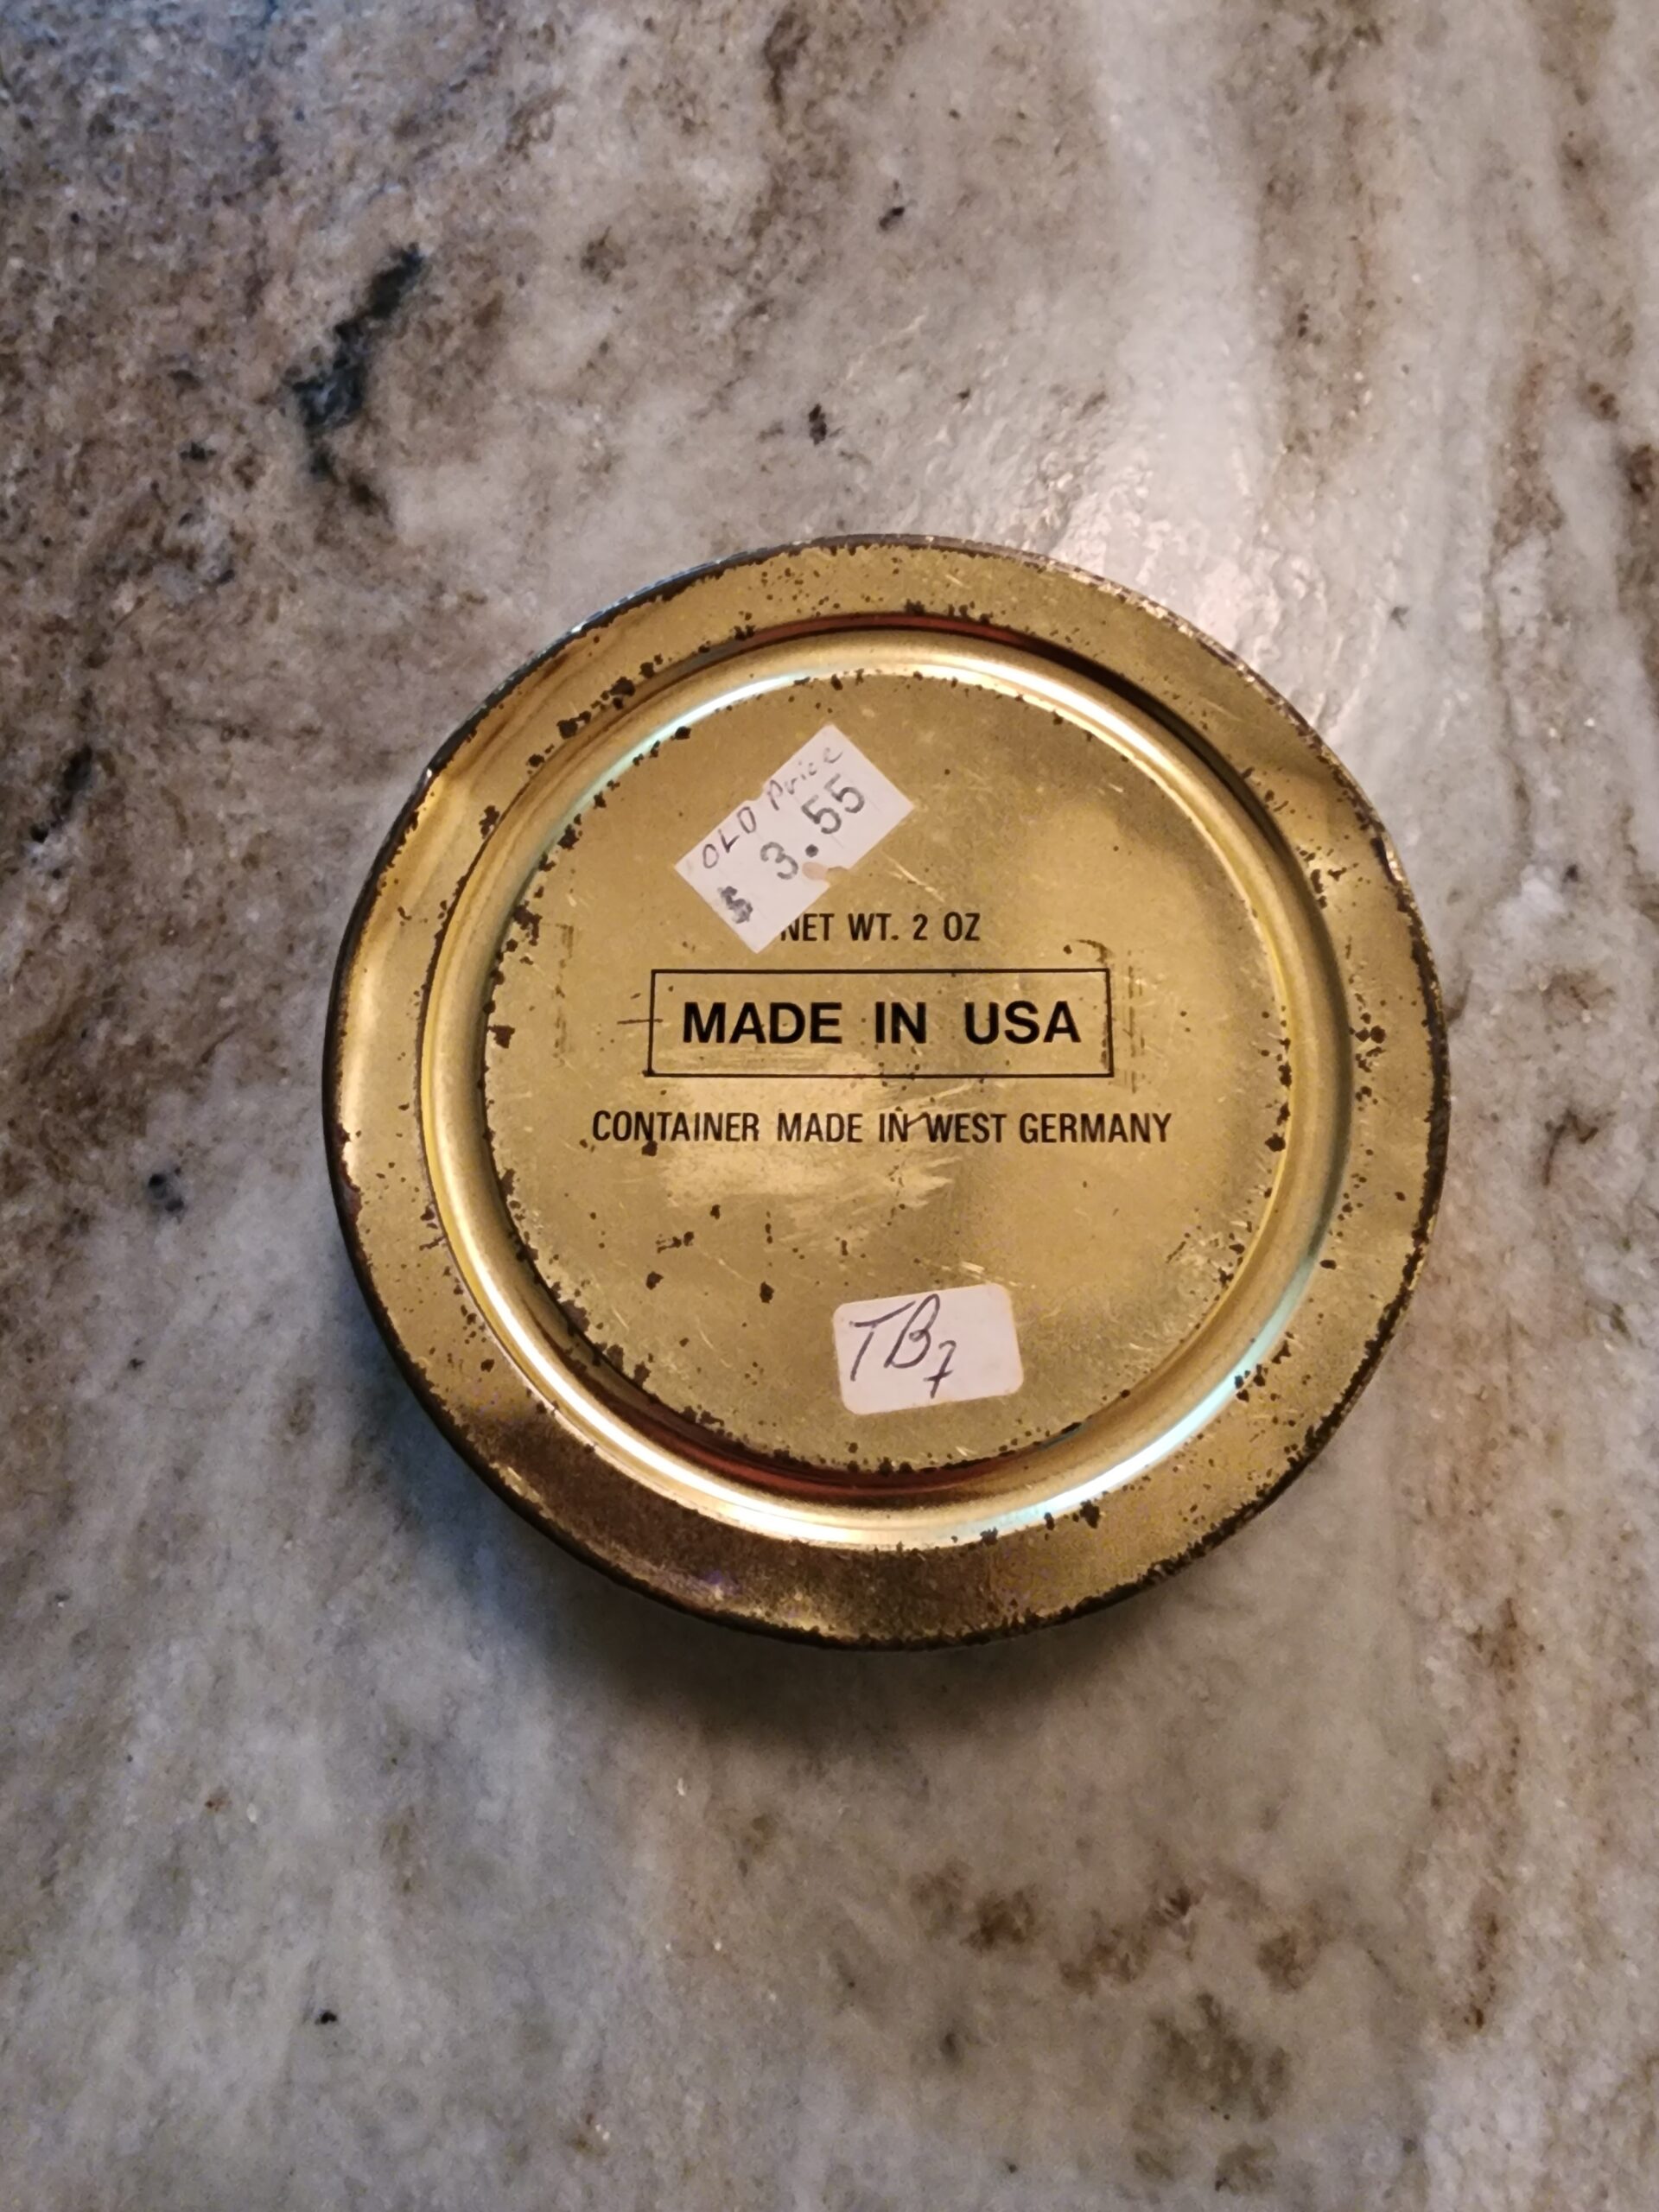 OLD Price
$ 3.55
NET WT. 2 OZ
MADE IN USA
CONTAINER MADE IN WEST GERMANY
TB7